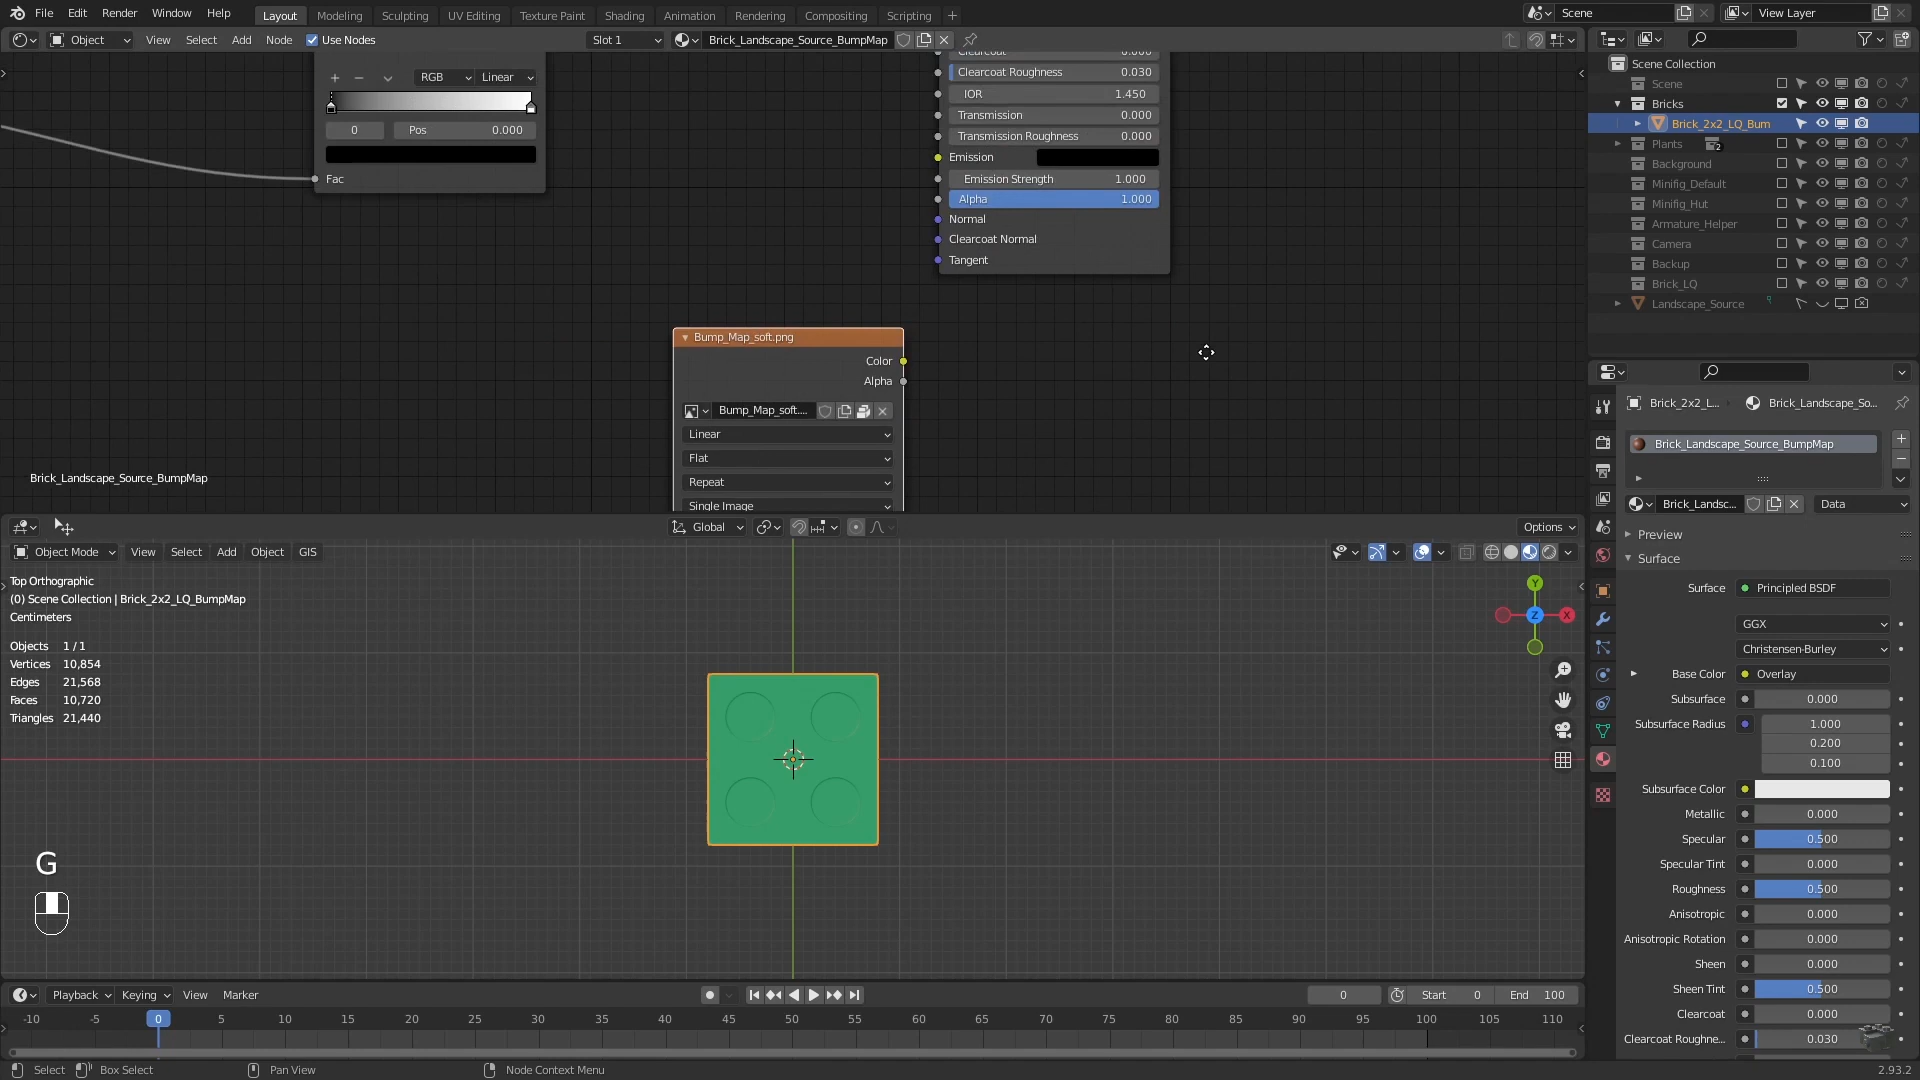 File Edit Render Window Help Layout Modeling Sculpting UV Editing Texture Paint Shading Animation Rendering Compositing Scripting + Scene View Layer
Object View Select Add Node Use Nodes Slot 1 Brick_Landscape_Source_BumpMap
RGB Linear
0 Pos 0.000
Fac
Clearcoat 0.000
Clearcoat Roughness 0.030
IOR 1.450
Transmission 0.000
Transmission Roughness 0.000
Emission
Emission Strength 1.000
Alpha 1.000
Normal
Clearcoat Normal
Tangent
Bump_Map_soft.png
Color
Alpha
Bump_Map_soft....
Linear
Flat
Repeat
Single Image
Brick_Landscape_Source_BumpMap
Scene Collection
Scene
Bricks
Brick_2x2_LQ_Bum
Plants 2
Background
Minifig_Default
Minifig_Hut
Armature_Helper
Camera
Backup
Brick_LQ
Landscape_Source
Global Options
Object Mode View Select Add Object GIS
Top Orthographic
(0) Scene Collection | Brick_2x2_LQ_BumpMap
Centimeters
Objects 1/1
Vertices 10,854
Edges 21,568
Faces 10,720
Triangles 21,440
Y
Z X
G
Brick_2x2_L... Brick_Landscape_So...
Brick_Landscape_Source_BumpMap
Brick_Landsc... Data
Preview
Surface
Surface Principled BSDF
GGX
Christensen-Burley
Base Color Overlay
Subsurface 0.000
Subsurface Radius 1.000
0.200
0.100
Subsurface Color
Metallic 0.000
Specular 0.500
Specular Tint 0.000
Roughness 0.500
Anisotropic 0.000
Anisotropic Rotation 0.000
Sheen 0.000
Sheen Tint 0.500
Clearcoat 0.000
Clearcoat Roughne... 0.030
Playback Keying View Marker 0 Start 0 End 100
-10 -5 0 5 10 15 20 25 30 35 40 45 50 55 60 65 70 75 80 85 90 95 100 105 110
Select Box Select Pan View Node Context Menu 2.93.2